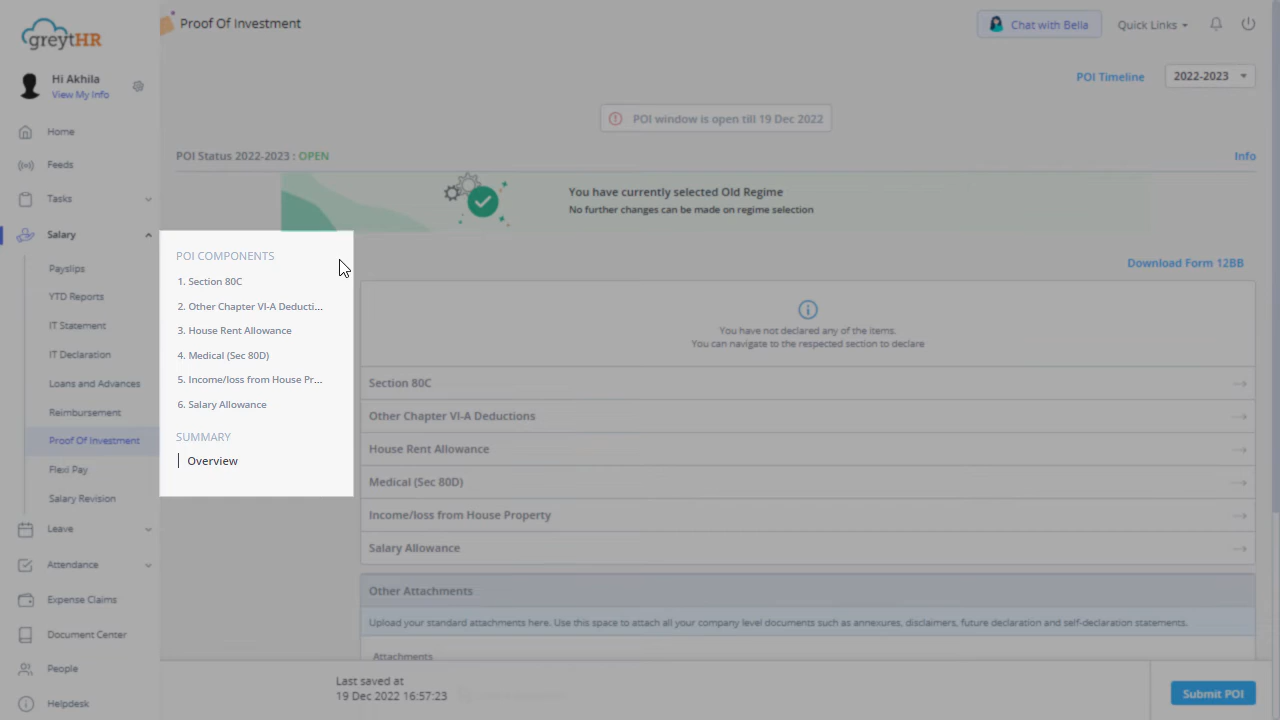 greytHR
Hi Akhila
View My Info
Home
Feeds
Tasks
Salary
Payslips
YTD Reports
IT Statement
IT Declaration
Loans and Advances
Reimbursement
Proof Of Investment
Flexi Pay
Salary Revision
Leave
Attendance
Expense Claims
Document Center
People
Helpdesk
Proof Of Investment
Chat with Bella
Quick Links
POI Timeline
2022-2023
POI window is open till 19 Dec 2022
POI Status 2022-2023 : OPEN
Info
You have currently selected Old Regime
No further changes can be made on regime selection
POI COMPONENTS
1. Section 80C
2. Other Chapter VI-A Deducti...
3. House Rent Allowance
4. Medical (Sec 80D)
5. Income/loss from House Pr...
6. Salary Allowance
SUMMARY
Overview
Download Form 12BB
You have not declared any of the items.
You can navigate to the respected section to declare
Section 80C
Other Chapter VI-A Deductions
House Rent Allowance
Medical (Sec 80D)
Income/loss from House Property
Salary Allowance
Other Attachments
Upload your standard attachments here. Use this space to attach all your company level documents such as annexures, disclaimers, future declaration and self-declaration statements.
Attachments
Last saved at
19 Dec 2022 16:57:23
Submit POI